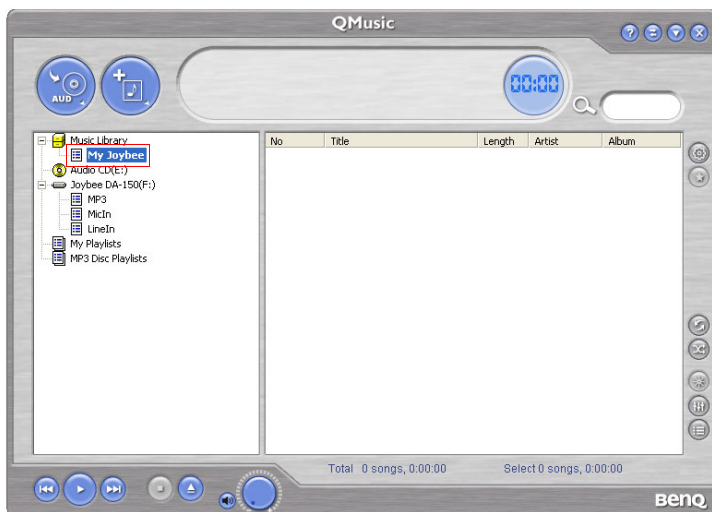 QMusic
?
AUD
00:00
Music Library
My Joybee
Audio CD(E:)
Joybee DA-150(F:)
MP3
MicIn
LineIn
My Playlists
MP3 Disc Playlists
No Title Length Artist Album
Total 0 songs, 0:00:00 Select 0 songs, 0:00:00
BenQ